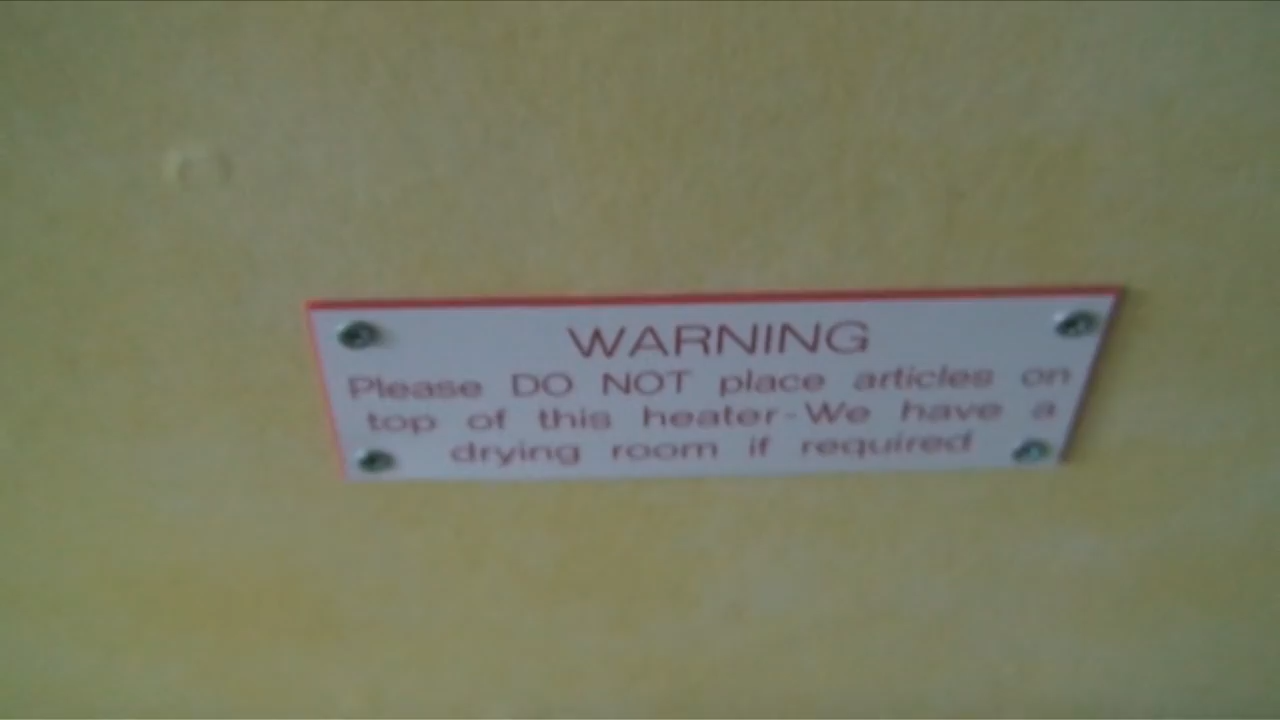 WARNING
Please DO NOT place articles on
top of this heater-We have a
drying room if required